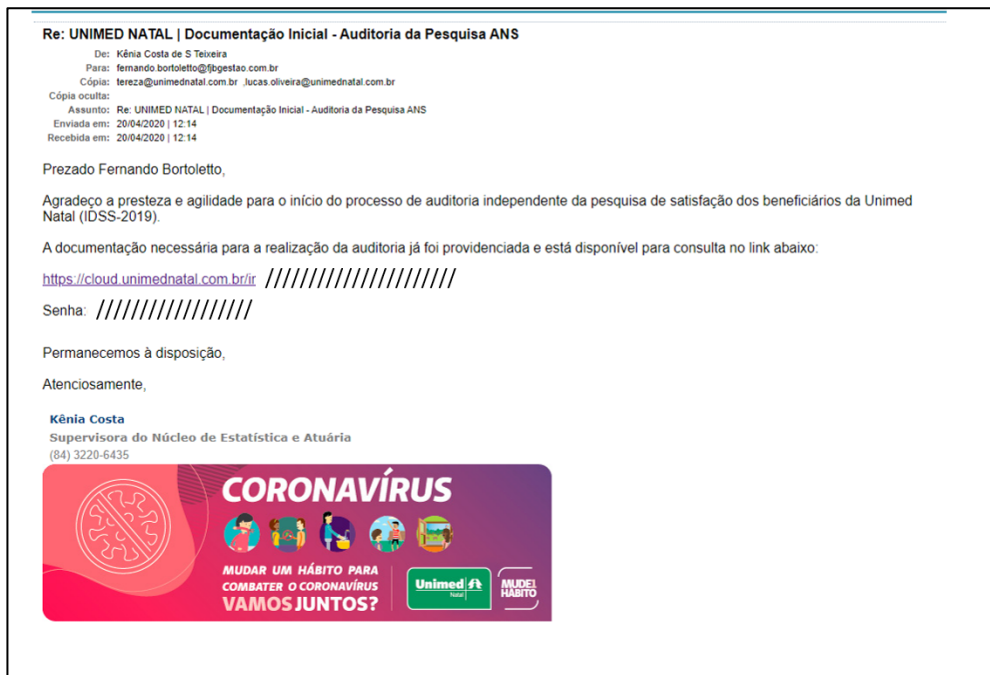 Re: UNIMED NATAL | Documentação Inicial - Auditoria da Pesquisa ANS
De: Kênia Costa de S Teixeira
Para: fernando.bortoletto@fjbgestao.com.br
Cópia: tereza@unimednatal.com.br ,lucas.oliveira@unimednatal.com.br
Cópia oculta:
Assunto: Re: UNIMED NATAL | Documentação Inicial - Auditoria da Pesquisa ANS
Enviada em: 20/04/2020 | 12:14
Recebida em: 20/04/2020 | 12:14
Prezado Fernando Bortoletto,
Agradeço a presteza e agilidade para o início do processo de auditoria independente da pesquisa de satisfação dos beneficiários da Unimed
Natal (IDSS-2019).
A documentação necessária para a realização da auditoria já foi providenciada e está disponível para consulta no link abaixo:
https://cloud.unimednatal.com.br/ir //////////////////////
Senha: //////////////////
Permanecemos à disposição,
Atenciosamente,
Kênia Costa
Supervisora do Núcleo de Estatística e Atuária
(84) 3220-6435
CORONAVÍRUS
MUDAR UM HÁBITO PARA
COMBATER O CORONAVÍRUS
VAMOS JUNTOS?
Unimed
Natal
MUDE1
HÁBITO